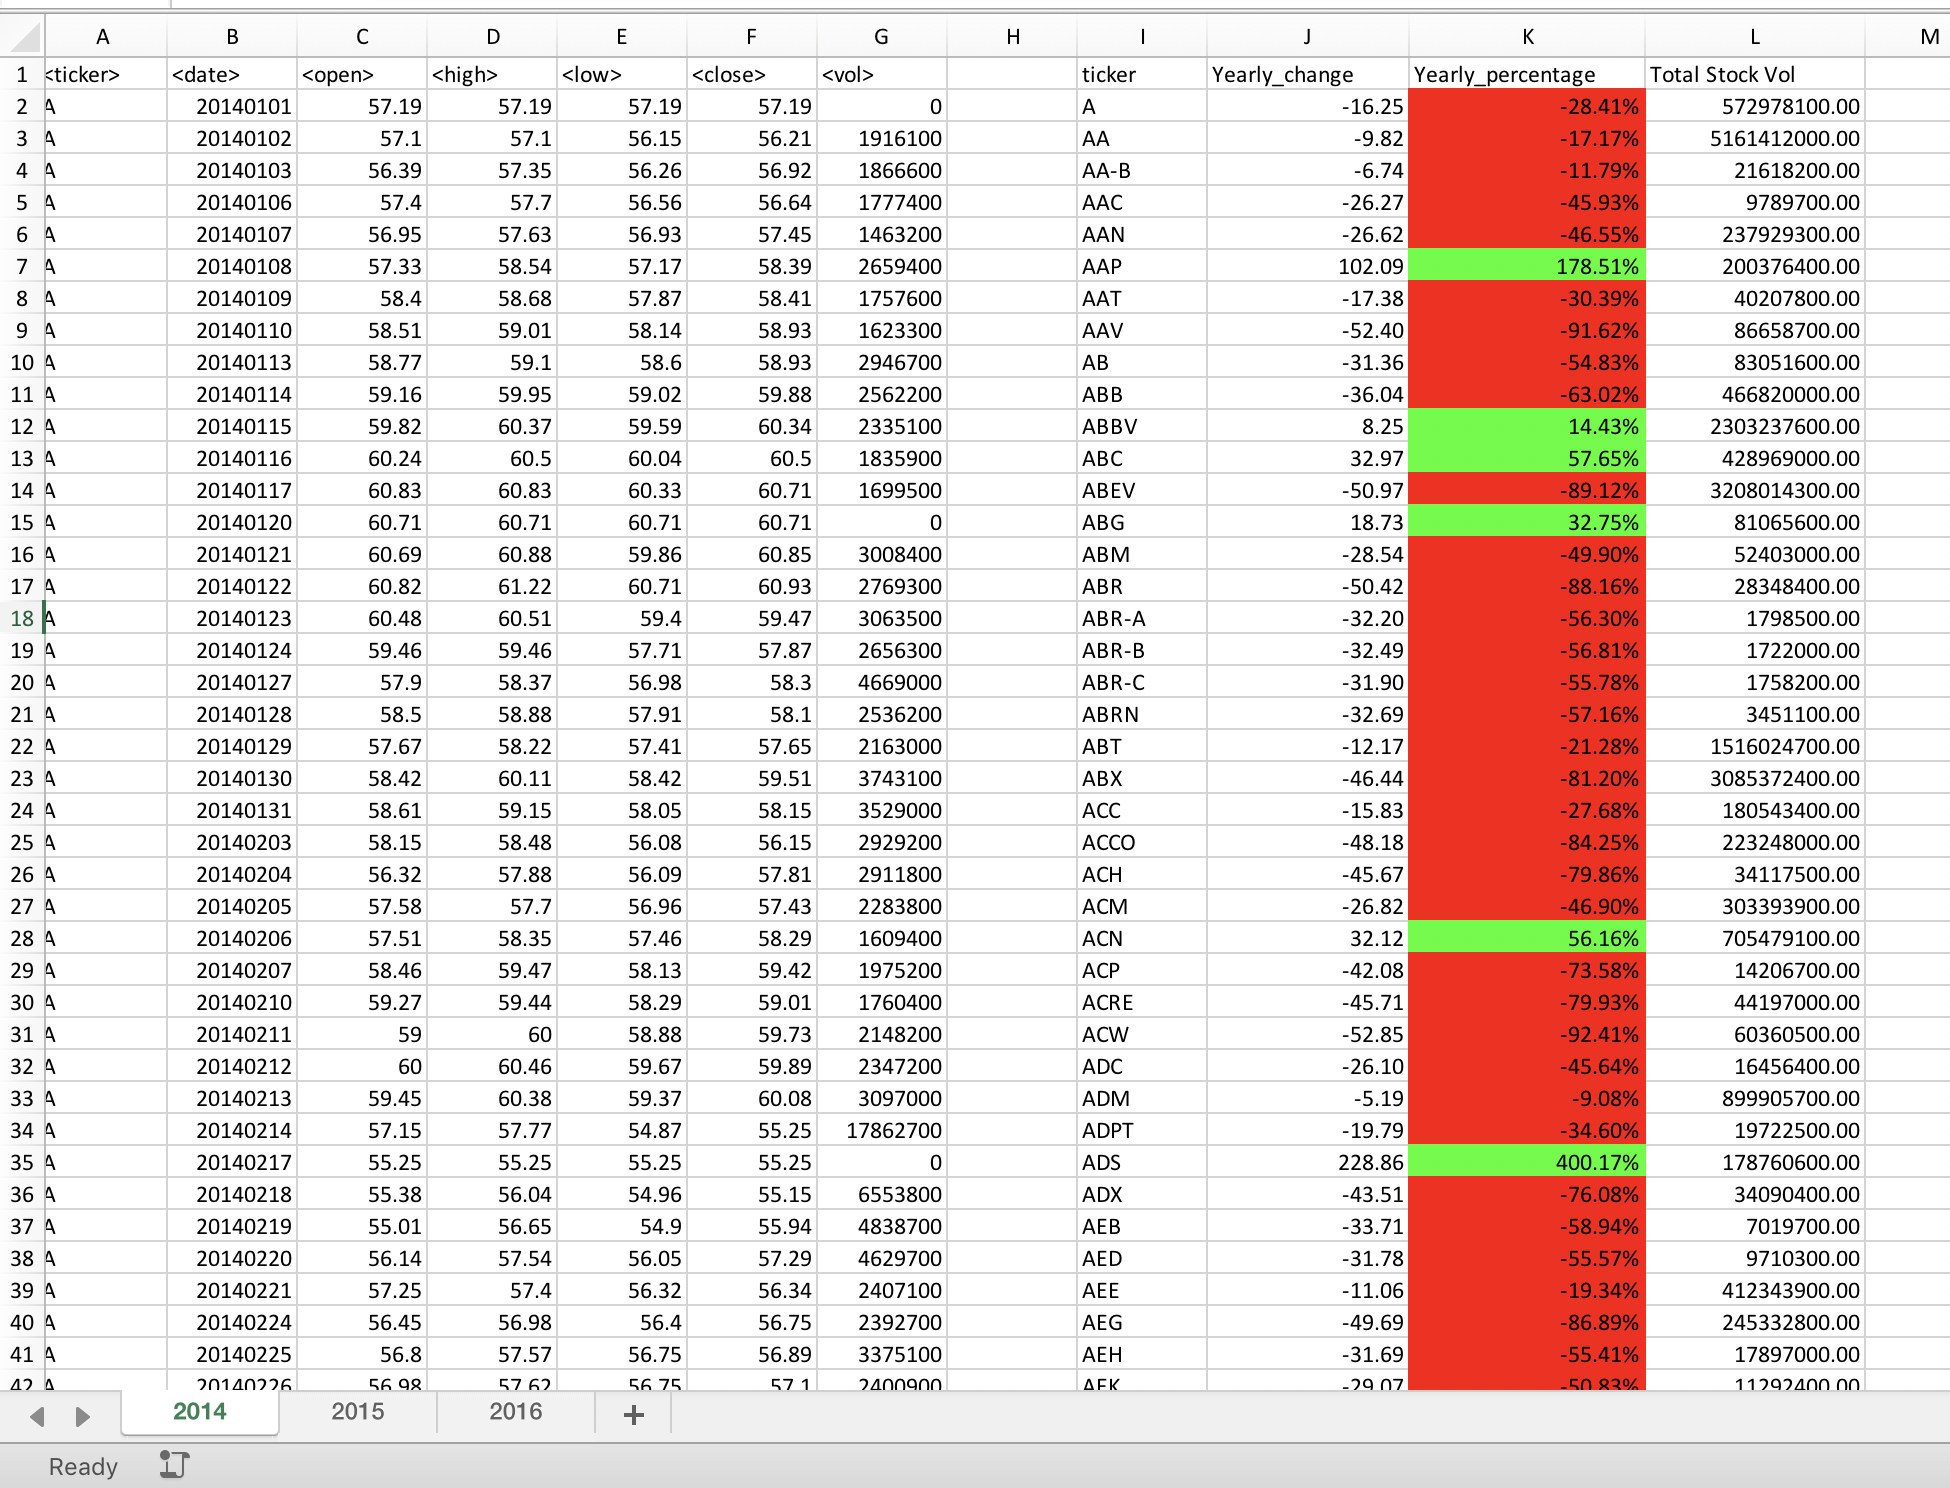 A B C D E F G H I J K L M
1 <ticker> <date> <open> <high> <low> <close> <vol> ticker Yearly_change Yearly_percentage Total Stock Vol
2 A 20140101 57.19 57.19 57.19 57.19 0 A -16.25 -28.41% 572978100.00
3 A 20140102 57.1 57.1 56.15 56.21 1916100 AA -9.82 -17.17% 5161412000.00
4 A 20140103 56.39 57.35 56.26 56.92 1866600 AA-B -6.74 -11.79% 21618200.00
5 A 20140106 57.4 57.7 56.56 56.64 1777400 AAC -26.27 -45.93% 9789700.00
6 A 20140107 56.95 57.63 56.93 57.45 1463200 AAN -26.62 -46.55% 237929300.00
7 A 20140108 57.33 58.54 57.17 58.39 2659400 AAP 102.09 178.51% 200376400.00
8 A 20140109 58.4 58.68 57.87 58.41 1757600 AAT -17.38 -30.39% 40207800.00
9 A 20140110 58.51 59.01 58.14 58.93 1623300 AAV -52.40 -91.62% 86658700.00
10 A 20140113 58.77 59.1 58.6 58.93 2946700 AB -31.36 -54.83% 83051600.00
11 A 20140114 59.16 59.95 59.02 59.88 2562200 ABB -36.04 -63.02% 466820000.00
12 A 20140115 59.82 60.37 59.59 60.34 2335100 ABBV 8.25 14.43% 2303237600.00
13 A 20140116 60.24 60.5 60.04 60.5 1835900 ABC 32.97 57.65% 428969000.00
14 A 20140117 60.83 60.83 60.33 60.71 1699500 ABEV -50.97 -89.12% 3208014300.00
15 A 20140120 60.71 60.71 60.71 60.71 0 ABG 18.73 32.75% 81065600.00
16 A 20140121 60.69 60.88 59.86 60.85 3008400 ABM -28.54 -49.90% 52403000.00
17 A 20140122 60.82 61.22 60.71 60.93 2769300 ABR -50.42 -88.16% 28348400.00
18 A 20140123 60.48 60.51 59.4 59.47 3063500 ABR-A -32.20 -56.30% 1798500.00
19 A 20140124 59.46 59.46 57.71 57.87 2656300 ABR-B -32.49 -56.81% 1722000.00
20 A 20140127 57.9 58.37 56.98 58.3 4669000 ABR-C -31.90 -55.78% 1758200.00
21 A 20140128 58.5 58.88 57.91 58.1 2536200 ABRN -32.69 -57.16% 3451100.00
22 A 20140129 57.67 58.22 57.41 57.65 2163000 ABT -12.17 -21.28% 1516024700.00
23 A 20140130 58.42 60.11 58.42 59.51 3743100 ABX -46.44 -81.20% 3085372400.00
24 A 20140131 58.61 59.15 58.05 58.15 3529000 ACC -15.83 -27.68% 180543400.00
25 A 20140203 58.15 58.48 56.08 56.15 2929200 ACCO -48.18 -84.25% 223248000.00
26 A 20140204 56.32 57.88 56.09 57.81 2911800 ACH -45.67 -79.86% 34117500.00
27 A 20140205 57.58 57.7 56.96 57.43 2283800 ACM -26.82 -46.90% 303393900.00
28 A 20140206 57.51 58.35 57.46 58.29 1609400 ACN 32.12 56.16% 705479100.00
29 A 20140207 58.46 59.47 58.13 59.42 1975200 ACP -42.08 -73.58% 14206700.00
30 A 20140210 59.27 59.44 58.29 59.01 1760400 ACRE -45.71 -79.93% 44197000.00
31 A 20140211 59 60 58.88 59.73 2148200 ACW -52.85 -92.41% 60360500.00
32 A 20140212 60 60.46 59.67 59.89 2347200 ADC -26.10 -45.64% 16456400.00
33 A 20140213 59.45 60.38 59.37 60.08 3097000 ADM -5.19 -9.08% 899905700.00
34 A 20140214 57.15 57.77 54.87 55.25 17862700 ADPT -19.79 -34.60% 19722500.00
35 A 20140217 55.25 55.25 55.25 55.25 0 ADS 228.86 400.17% 178760600.00
36 A 20140218 55.38 56.04 54.96 55.15 6553800 ADX -43.51 -76.08% 34090400.00
37 A 20140219 55.01 56.65 54.9 55.94 4838700 AEB -33.71 -58.94% 7019700.00
38 A 20140220 56.14 57.54 56.05 57.29 4629700 AED -31.78 -55.57% 9710300.00
39 A 20140221 57.25 57.4 56.32 56.34 2407100 AEE -11.06 -19.34% 412343900.00
40 A 20140224 56.45 56.98 56.4 56.75 2392700 AEG -49.69 -86.89% 245332800.00
41 A 20140225 56.8 57.57 56.75 56.89 3375100 AEH -31.69 -55.41% 17897000.00
42 A 20140226 56.98 57.62 56.75 57.1 2400900 AEK -29.07 -50.83% 11292400.00
2014 2015 2016 +
Ready